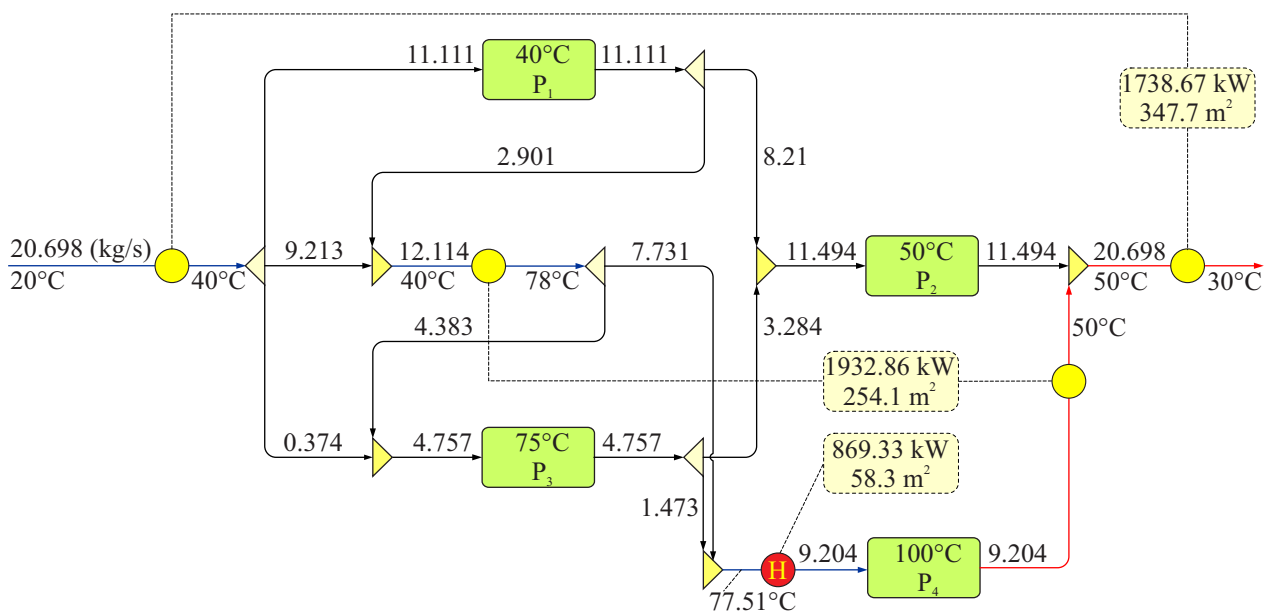 11.111
40°C
P₁
11.111
1738.67 kW
347.7 m²
2.901
8.21
20.698 (kg/s)
20°C
40°C
9.213
12.114
40°C
78°C
7.731
11.494
50°C
P₂
11.494
20.698
50°C
30°C
4.383
3.284
50°C
1932.86 kW
254.1 m²
0.374
4.757
75°C
P₃
4.757
869.33 kW
58.3 m²
1.473
77.51°C
H
9.204
100°C
P₄
9.204